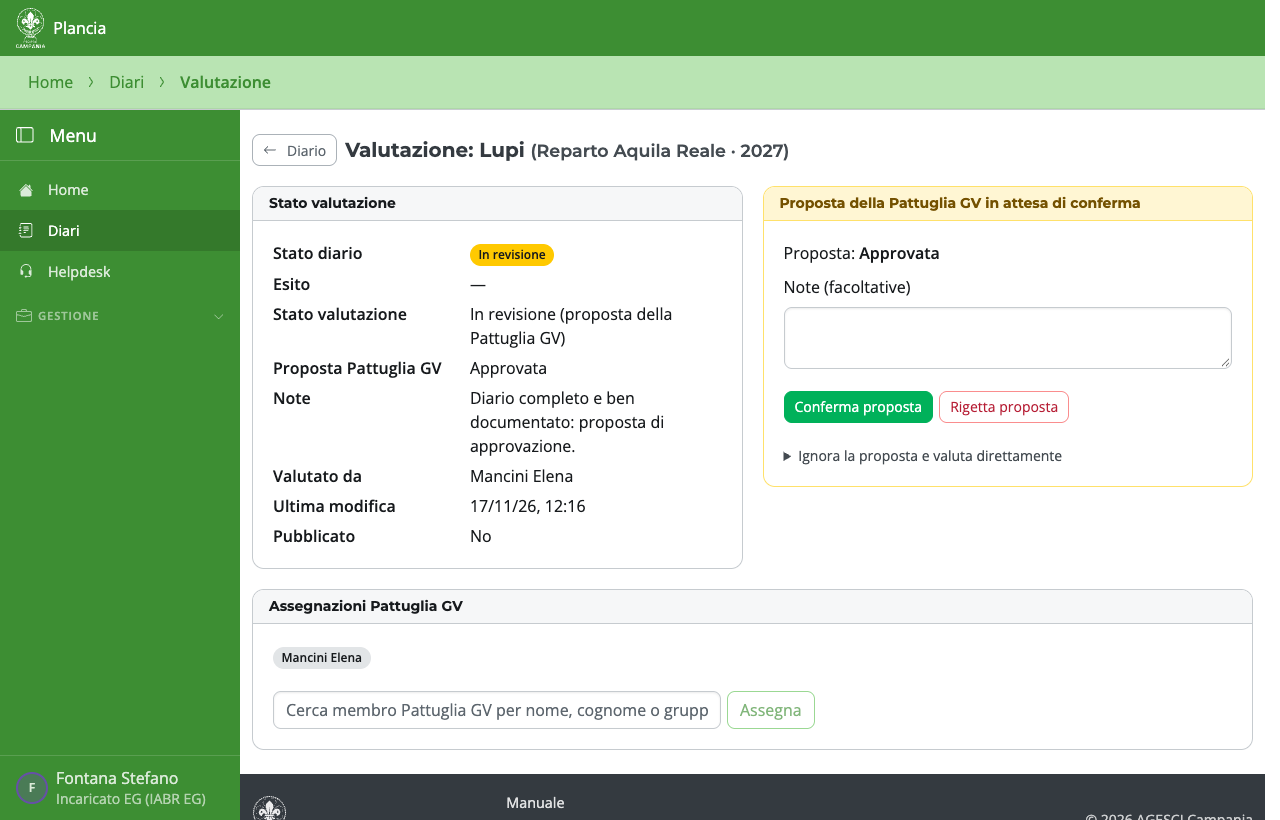 CAMPANIA
Plancia
Home
Diari
Valutazione
Menu
Home
Diari
Helpdesk
GESTIONE
Fontana Stefano
Incaricato EG (IABR EG)
F
Diario
Valutazione: Lupi (Reparto Aquila Reale · 2027)
Stato valutazione
Stato diario In revisione
Esito —
Stato valutazione In revisione (proposta della
Pattuglia GV)
Proposta Pattuglia GV Approvata
Note Diario completo e ben
documentato: proposta di
approvazione.
Valutato da Mancini Elena
Ultima modifica 17/11/26, 12:16
Pubblicato No
Proposta della Pattuglia GV in attesa di conferma
Proposta: Approvata
Note (facoltative)
Conferma proposta Rigetta proposta
Ignora la proposta e valuta direttamente
Assegnazioni Pattuglia GV
Mancini Elena
Cerca membro Pattuglia GV per nome, cognome o grupp
Assegna
Manuale
© 2026 AGESCI Campania